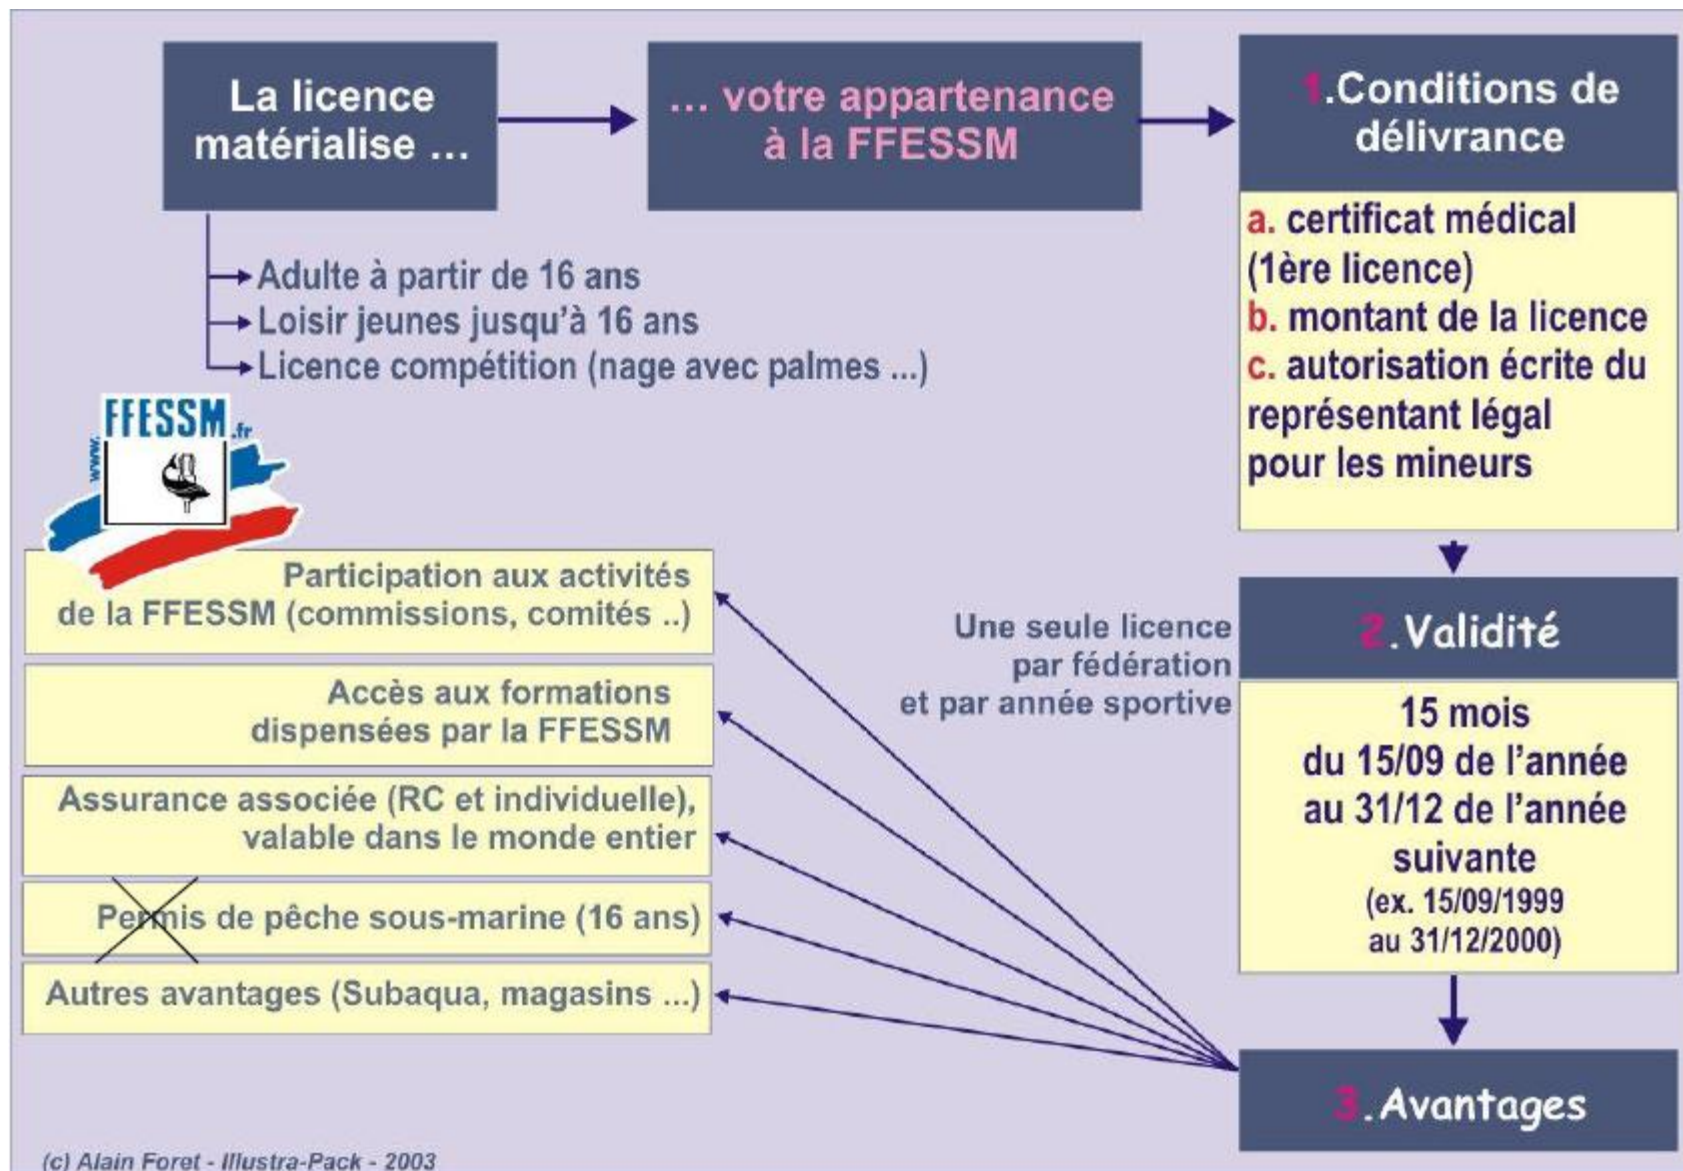 La licence
matérialise ...
... votre appartenance
à la FFESSM
1.Conditions de
délivrance
a. certificat médical
(1ère licence)
b. montant de la licence
c. autorisation écrite du
représentant légal
pour les mineurs
Adulte à partir de 16 ans
Loisir jeunes jusqu'à 16 ans
Licence compétition (nage avec palmes ...)
www.
FFESSM
.fr
Participation aux activités
de la FFESSM (commissions, comités ..)
Accès aux formations
dispensées par la FFESSM
Assurance associée (RC et individuelle),
valable dans le monde entier
Permis de pêche sous-marine (16 ans)
Autres avantages (Subaqua, magasins ...)
Une seule licence
par fédération
et par année sportive
2.Validité
15 mois
du 15/09 de l'année
au 31/12 de l'année
suivante
(ex. 15/09/1999
au 31/12/2000)
3.Avantages
(c) Alain Foret - Illustra-Pack - 2003